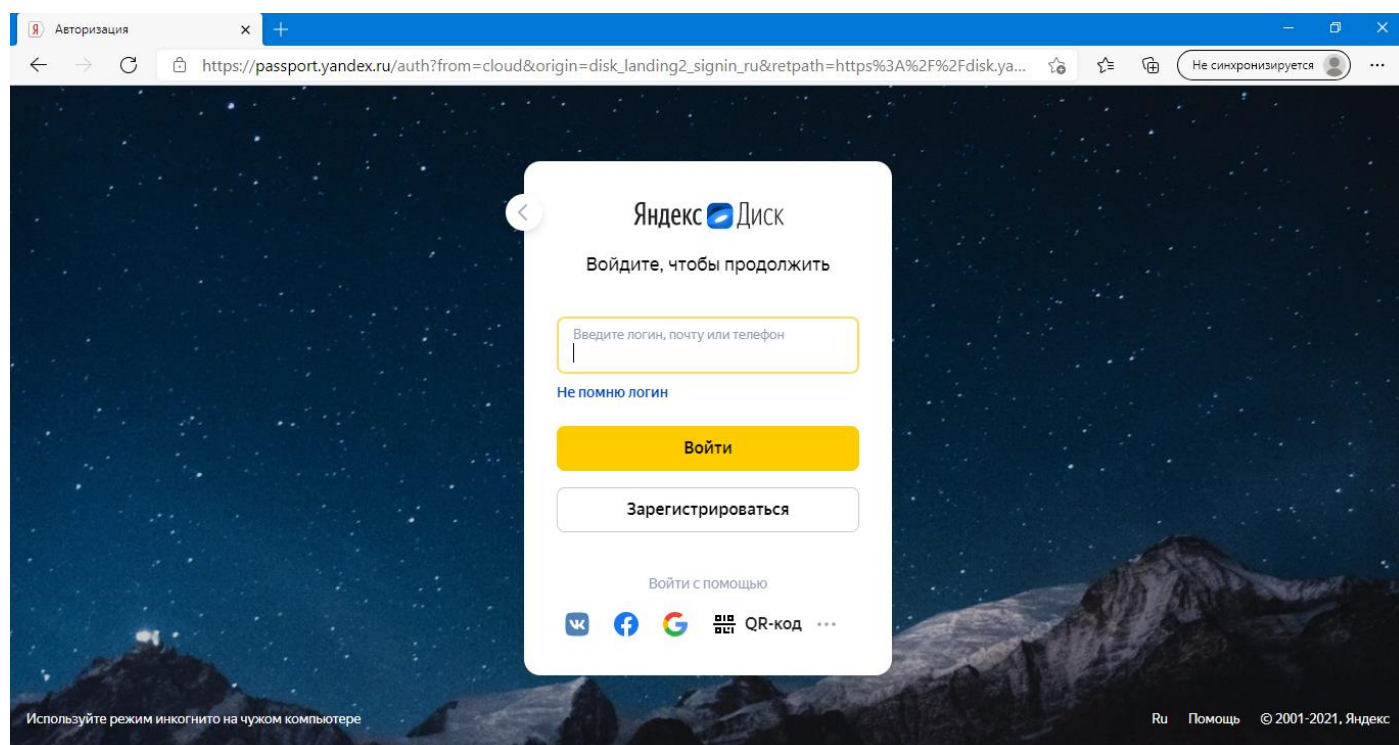 Авторизация
https://passport.yandex.ru/auth?from=cloud&origin=disk_landing2_signin_ru&retpath=https%3A%2F%2Fdisk.ya...
Не синхронизируется
Яндекс Диск
Войдите, чтобы продолжить
Введите логин, почту или телефон
Не помню логин
Войти
Зарегистрироваться
Войти с помощью
QR-код
Используйте режим инкогнито на чужом компьютере
Ru Помощь © 2001-2021, Яндекс